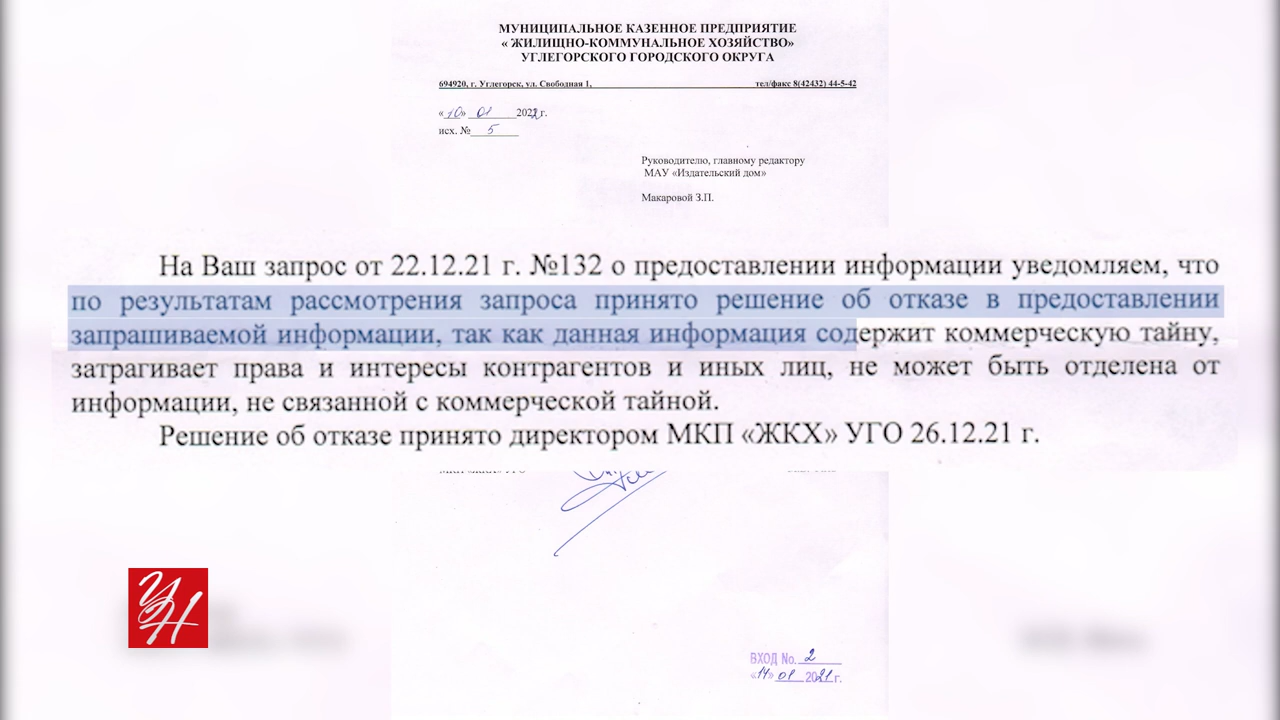 МУНИЦИПАЛЬНОЕ КАЗЕННОЕ ПРЕДПРИЯТИЕ
« ЖИЛИЩНО-КОММУНАЛЬНОЕ ХОЗЯЙСТВО»
УГЛЕГОРСКОГО ГОРОДСКОГО ОКРУГА
694920, г. Углегорск, ул. Свободная 1, тел/факс 8(42432) 44-5-42
«10» 01 2022 г.
исх. № 5
Руководителю, главному редактору
МАУ «Издательский дом»
Макаровой З.П.
На Ваш запрос от 22.12.21 г. №132 о предоставлении информации уведомляем, что
по результатам рассмотрения запроса принято решение об отказе в предоставлении
запрашиваемой информации, так как данная информация содержит коммерческую тайну,
затрагивает права и интересы контрагентов и иных лиц, не может быть отделена от
информации, не связанной с коммерческой тайной.
Решение об отказе принято директором МКП «ЖКХ» УГО 26.12.21 г.
УН
ВХОД No. 2
«14» 01 2021 г.